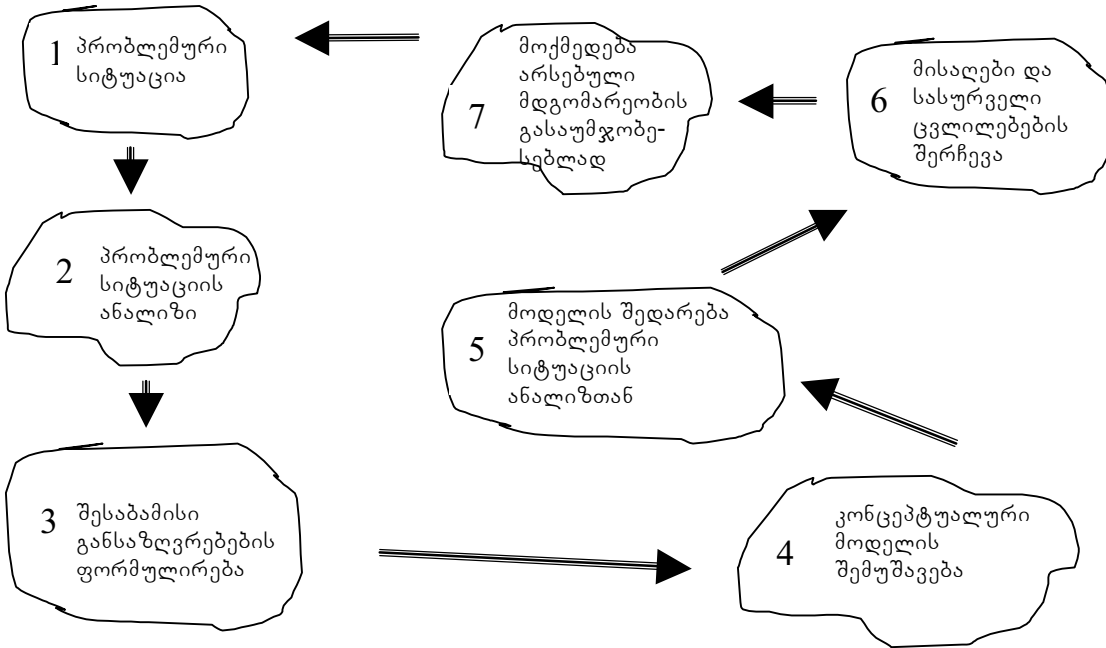 1 პრობლემური
სიტუაცია
2 პრობლემური
სიტუაციის
ანალიზი
3 შესაბამისი
განსაზღვრებების
ფორმულირება
4 კონცეპტუალური
მოდელის
შემუშავება
5 მოდელის შედარება
პრობლემური
სიტუაციის
ანალიზთან
6 მისაღები და
სასურველი
ცვლილებების
შერჩევა
7 მოქმედება
არსებული
მდგომარეობის
გასაუმჯობე-
სებლად